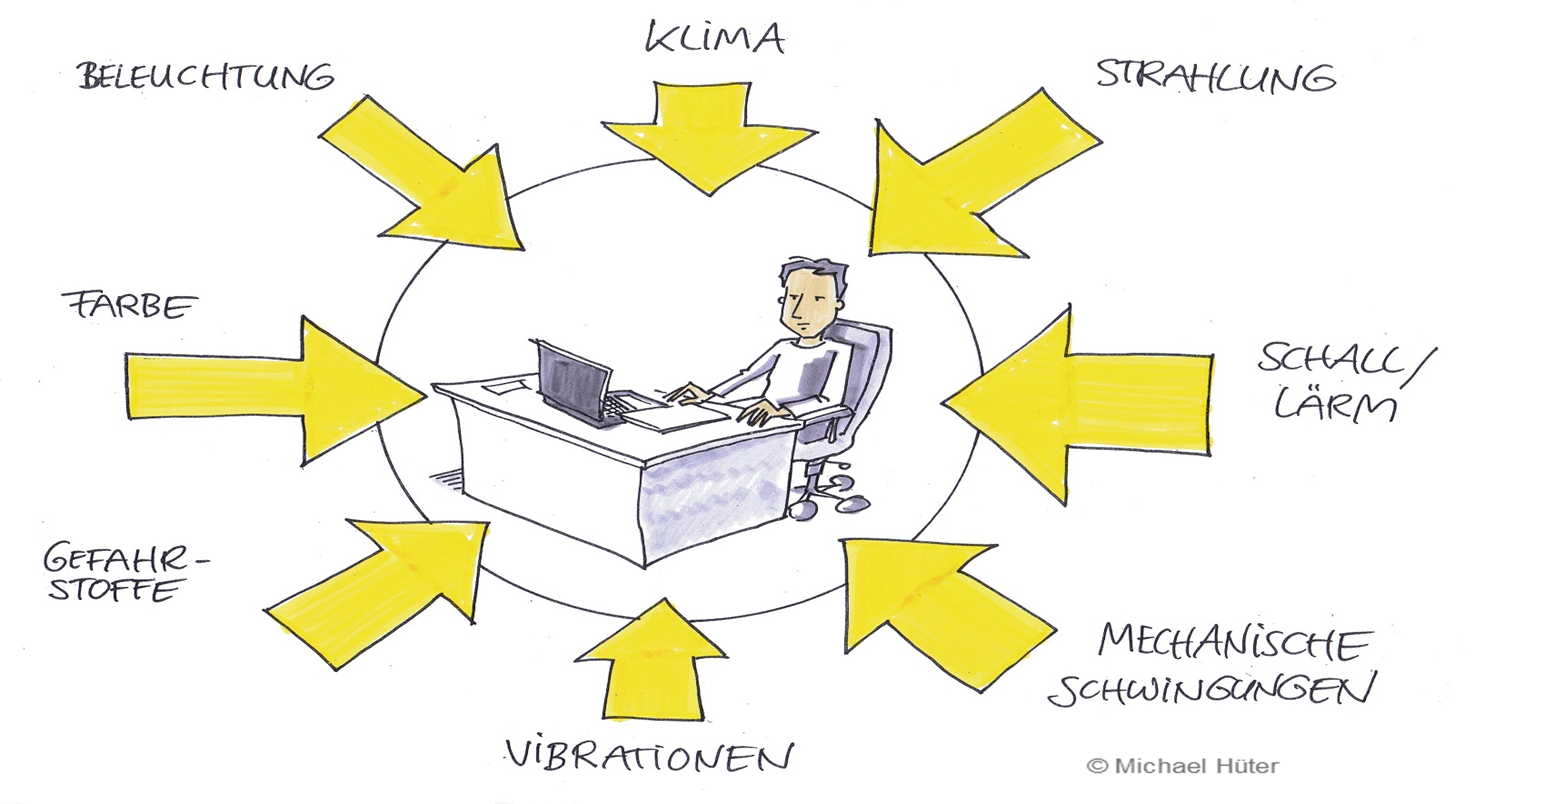 KLIMA
BELEUCHTUNG
STRAHLUNG
FARBE
SCHALL/
LÄRM
GEFAHR-
STOFFE
MECHANISCHE
SCHWINGUNGEN
VIBRATIONEN
© Michael Hüter